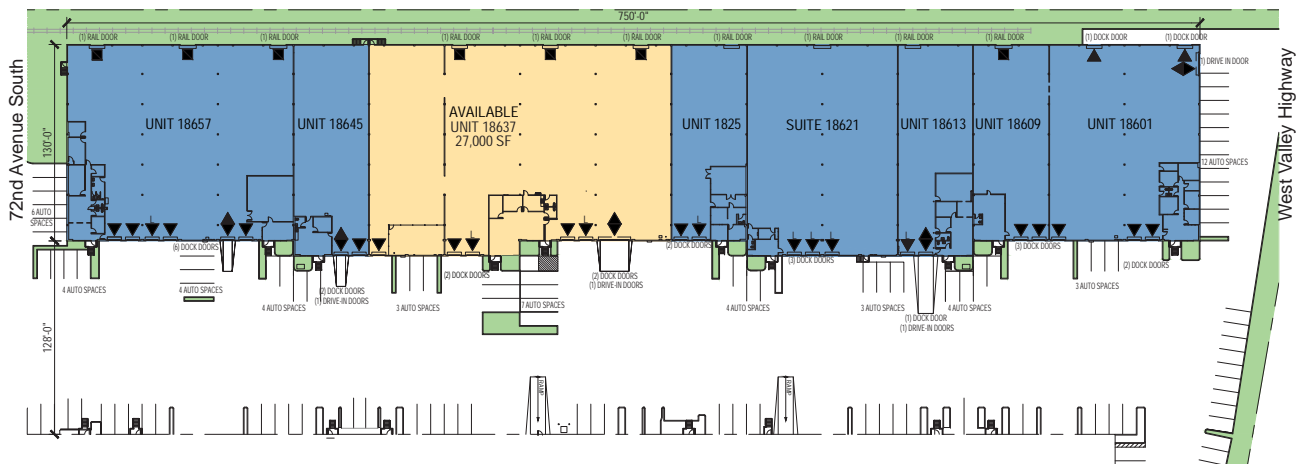 750'-0"
(1) RAIL DOOR
(1) RAIL DOOR
(1) RAIL DOOR
(1) RAIL DOOR
(1) RAIL DOOR
(1) RAIL DOOR
(1) RAIL DOOR
(1) RAIL DOOR
(1) RAIL DOOR
(1) RAIL DOOR
(1) DOCK DOOR
(1) DOCK DOOR
(1) DRIVE IN DOOR
72nd Avenue South
130'-0"
UNIT 18657
UNIT 18645
AVAILABLE
UNIT 18637
27,000 SF
UNIT 1825
SUITE 18621
UNIT 18613
UNIT 18609
UNIT 18601
West Valley Highway
12 AUTO SPACES
6 AUTO
SPACES
(6) DOCK DOORS
(2) DOCK DOORS
(3) DOCK DOORS
(3) DOCK DOORS
(2) DOCK DOORS
(2) DOCK DOORS
(1) DRIVE-IN DOORS
(2) DOCK DOORS
(2) DOCK DOORS
(1) DRIVE-IN DOORS
4 AUTO SPACES
4 AUTO SPACES
4 AUTO SPACES
3 AUTO SPACES
7 AUTO SPACES
4 AUTO SPACES
3 AUTO SPACES
4 AUTO SPACES
3 AUTO SPACES
(1) DOCK DOOR
(1) DRIVE-IN DOORS
128'-0"
RAMP
RAMP